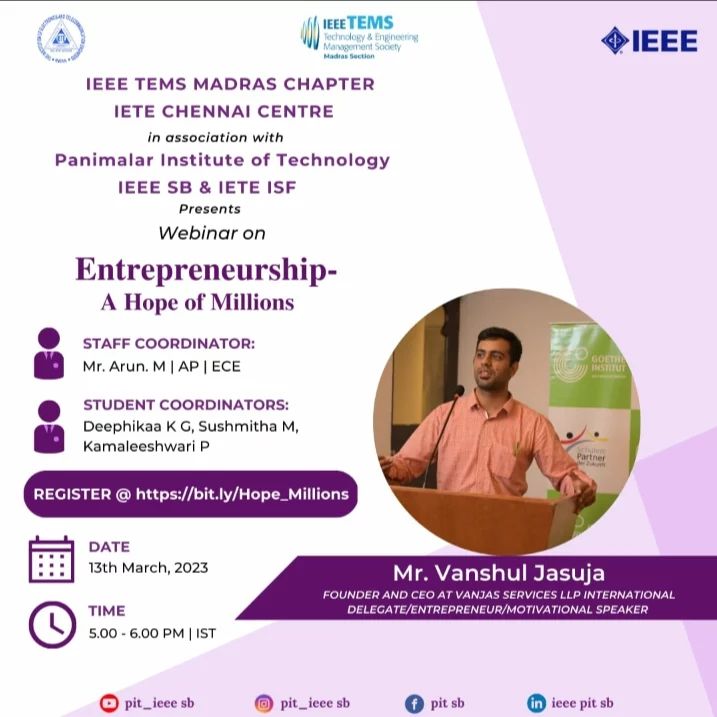 IEEE TEMS
Technology & Engineering
Management Society
Madras Section
IEEE
IEEE TEMS MADRAS CHAPTER
IETE CHENNAI CENTRE
in association with
Panimalar Institute of Technology
IEEE SB & IETE ISF
Presents
Webinar on
Entrepreneurship-
A Hope of Millions
STAFF COORDINATOR:
Mr. Arun. M | AP | ECE
STUDENT COORDINATORS:
Deephikaa K G, Sushmitha M,
Kamaleeshwari P
REGISTER @ https://bit.ly/Hope_Millions
GOETHE
INSTITUT
Schulen:
Partner
der Zukunft
DATE
13th March, 2023
TIME
5.00 - 6.00 PM | IST
Mr. Vanshul Jasuja
FOUNDER AND CEO AT VANJAS SERVICES LLP INTERNATIONAL
DELEGATE/ENTREPRENEUR/MOTIVATIONAL SPEAKER
pit_ieee sb
pit_ieee sb
pit sb
ieee pit sb